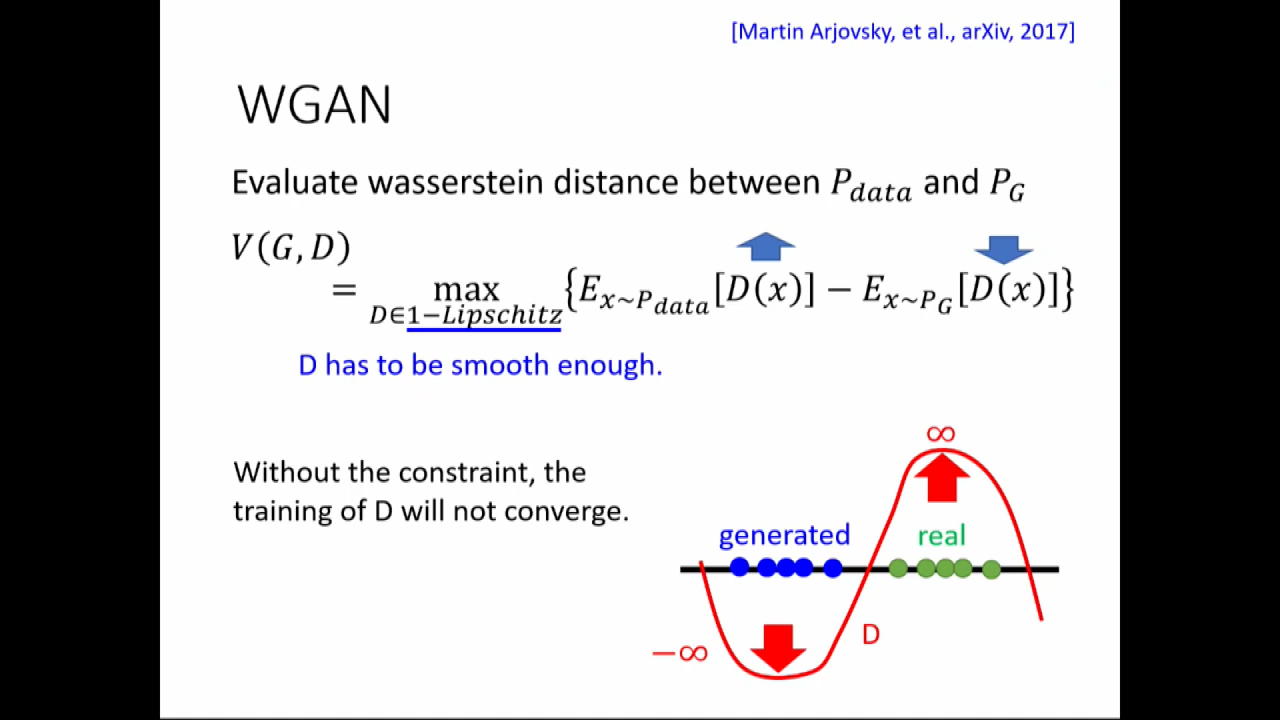 [Martin Arjovsky, et al., arXiv, 2017]
WGAN
Evaluate wasserstein distance between P_data and P_G
V(G, D)
= max_{D∈1−Lipschitz} {E_{x~P_data}[D(x)] − E_{x~P_G}[D(x)]}
D has to be smooth enough.
Without the constraint, the
training of D will not converge.
∞
generated real
D
−∞